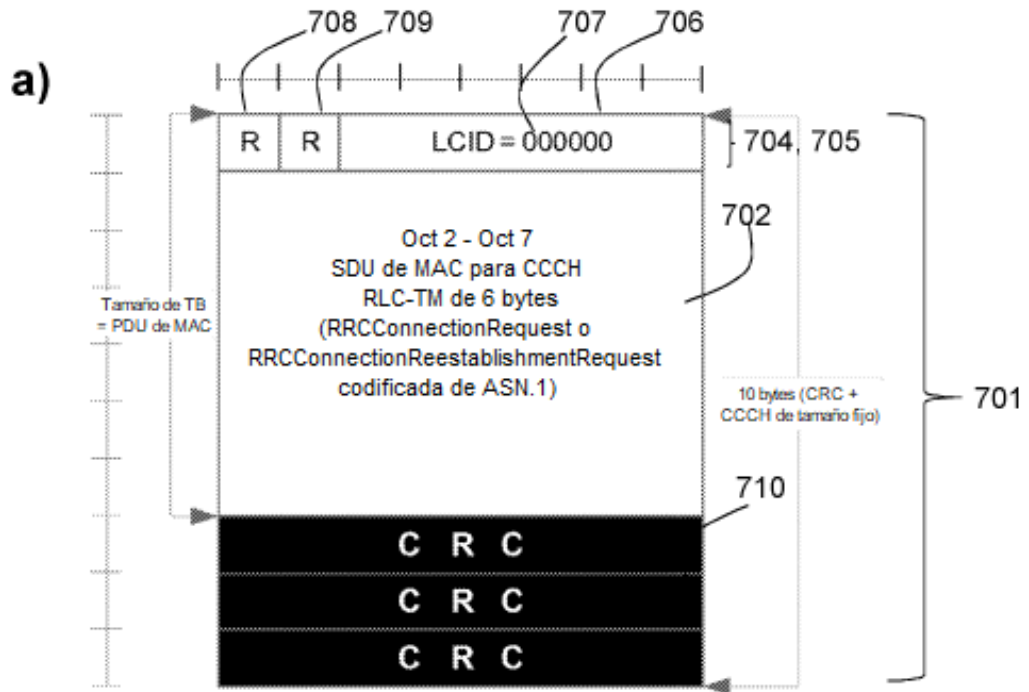 708 709 707 706
a)
R R LCID = 000000 704, 705
702
Oct 2 - Oct 7
SDU de MAC para CCCH
RLC-TM de 6 bytes
(RRCConnectionRequest o
RRCConnectionReestablishmentRequest
codificada de ASN.1)
Tamaño de TB
= PDU de MAC
10 bytes (CRC +
CCCH de tamaño fijo)
701
710
C R C
C R C
C R C